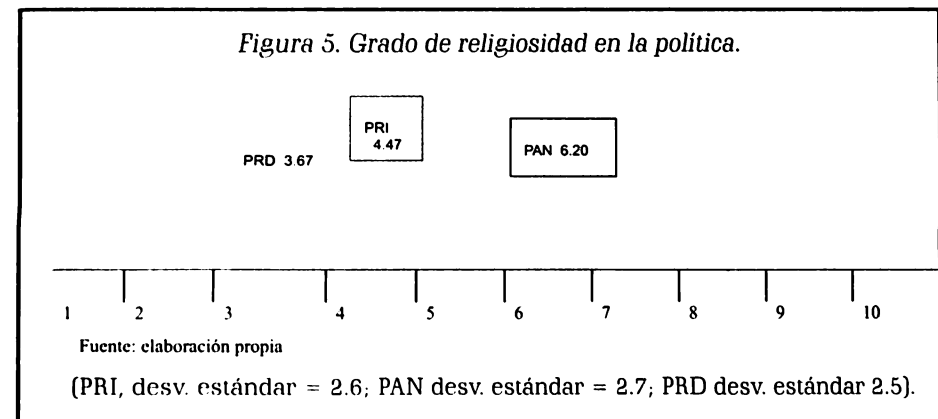 Figura 5. Grado de religiosidad en la política.
PRI
4.47
PRD 3.67
PAN 6.20
1 2 3 4 5 6 7 8 9 10
Fuente: elaboración propia
(PRI, desv. estándar = 2.6; PAN desv. estándar = 2.7; PRD desv. estándar 2.5).